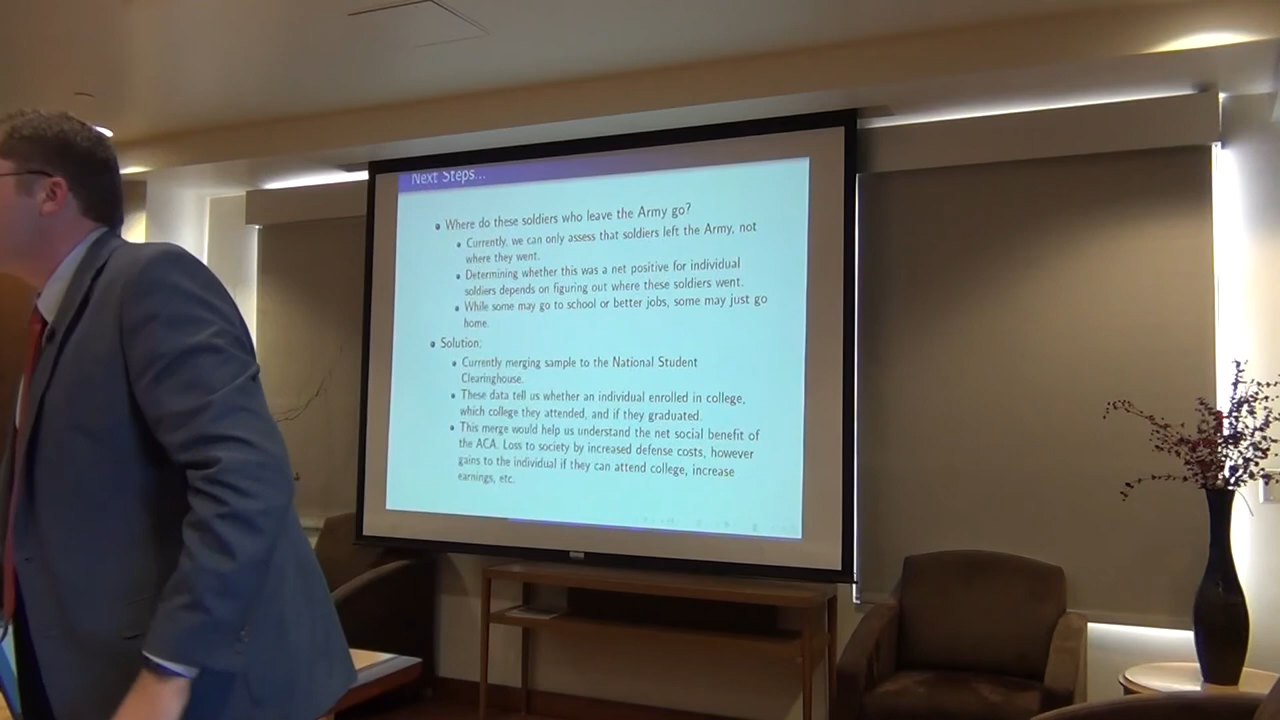 Next Steps...
• Where do these soldiers who leave the Army go?
• Currently, we can only assess that soldiers left the Army, not
where they went.
• Determining whether this was a net positive for individual
soldiers depends on figuring out where these soldiers went.
• While some may go to school or better jobs, some may just go
home.
• Solution:
• Currently merging sample to the National Student
Clearinghouse.
• These data tell us whether an individual enrolled in college,
which college they attended, and if they graduated.
• This merge would help us understand the net social benefit of
the ACA. Loss to society by increased defense costs, however
gains to the individual if they can attend college, increase
earnings, etc.